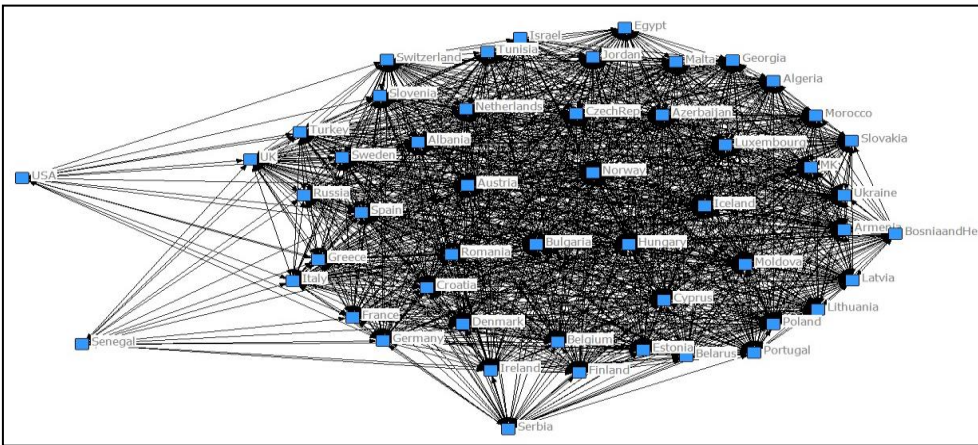 Egypt
Israel
Tunisia
Jordan
Switzerland
Malta
Georgia
Algeria
Slovenia
Netherlands
CzechRep
Azerbaijan
Morocco
Turkey
Albania
Luxembourg
Slovakia
UK
Sweden
MK
USA
Norway
Austria
Russia
Ukraine
Spain
Iceland
Armenia
BosniaandHe
Bulgaria
Hungary
Romania
Greece
Moldova
Italy
Latvia
Croatia
Cyprus
Lithuania
France
Denmark
Poland
Senegal
Germany
Belgium
Estonia
Belarus
Portugal
Ireland
Finland
Serbia